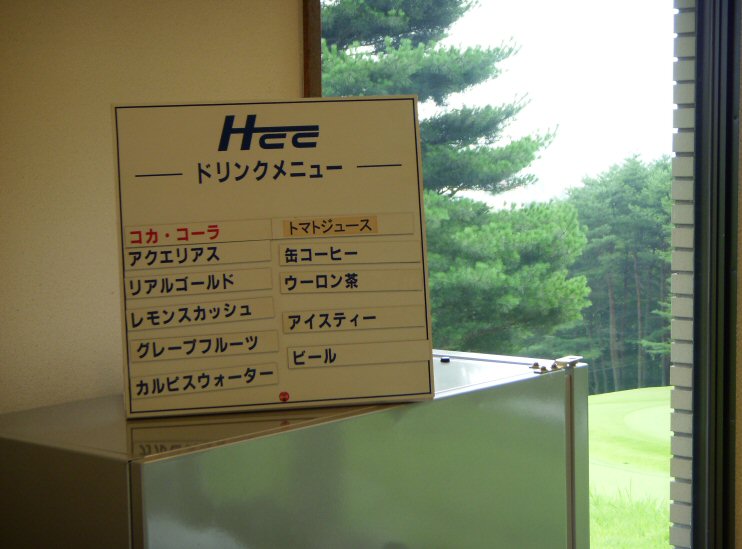 Hcc
ドリンクメニュー
コカ・コーラ
アクエリアス
リアルゴールド
レモンスカッシュ
グレープフルーツ
カルピスウォーター
トマトジュース
缶コーヒー
ウーロン茶
アイスティー
ビール